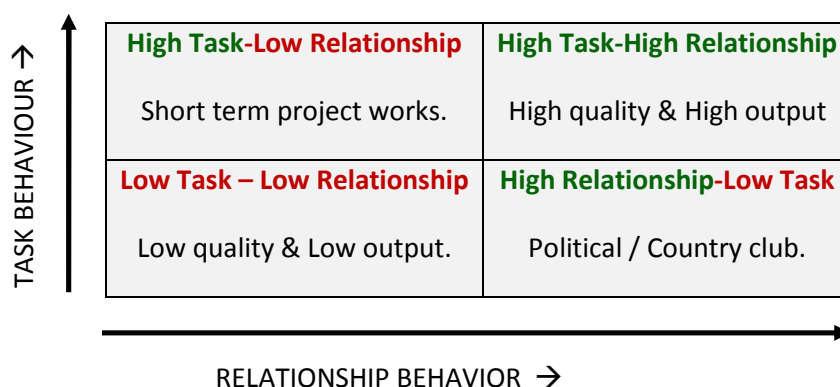 TASK BEHAVIOUR →
High Task-Low Relationship
Short term project works.
High Task-High Relationship
High quality & High output
Low Task – Low Relationship
Low quality & Low output.
High Relationship-Low Task
Political / Country club.
RELATIONSHIP BEHAVIOR →